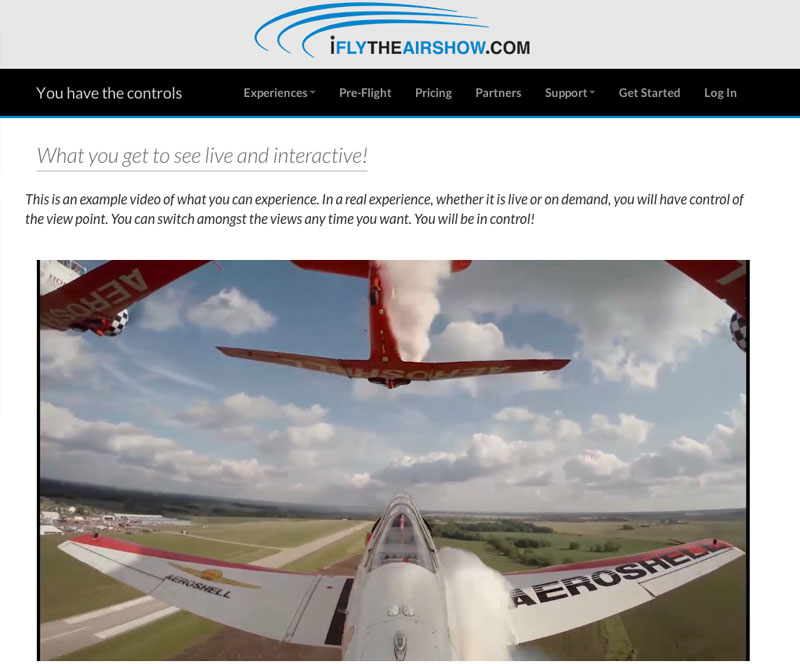 iFLYTHEAIRSHOW.COM
You have the controls
Experiences
Pre-Flight
Pricing
Partners
Support
Get Started
Log In
What you get to see live and interactive!
This is an example video of what you can experience. In a real experience, whether it is live or on demand, you will have control of
the view point. You can switch amongst the views any time you want. You will be in control!
AEROSHELL
AEROSHELL
AEROSHELL